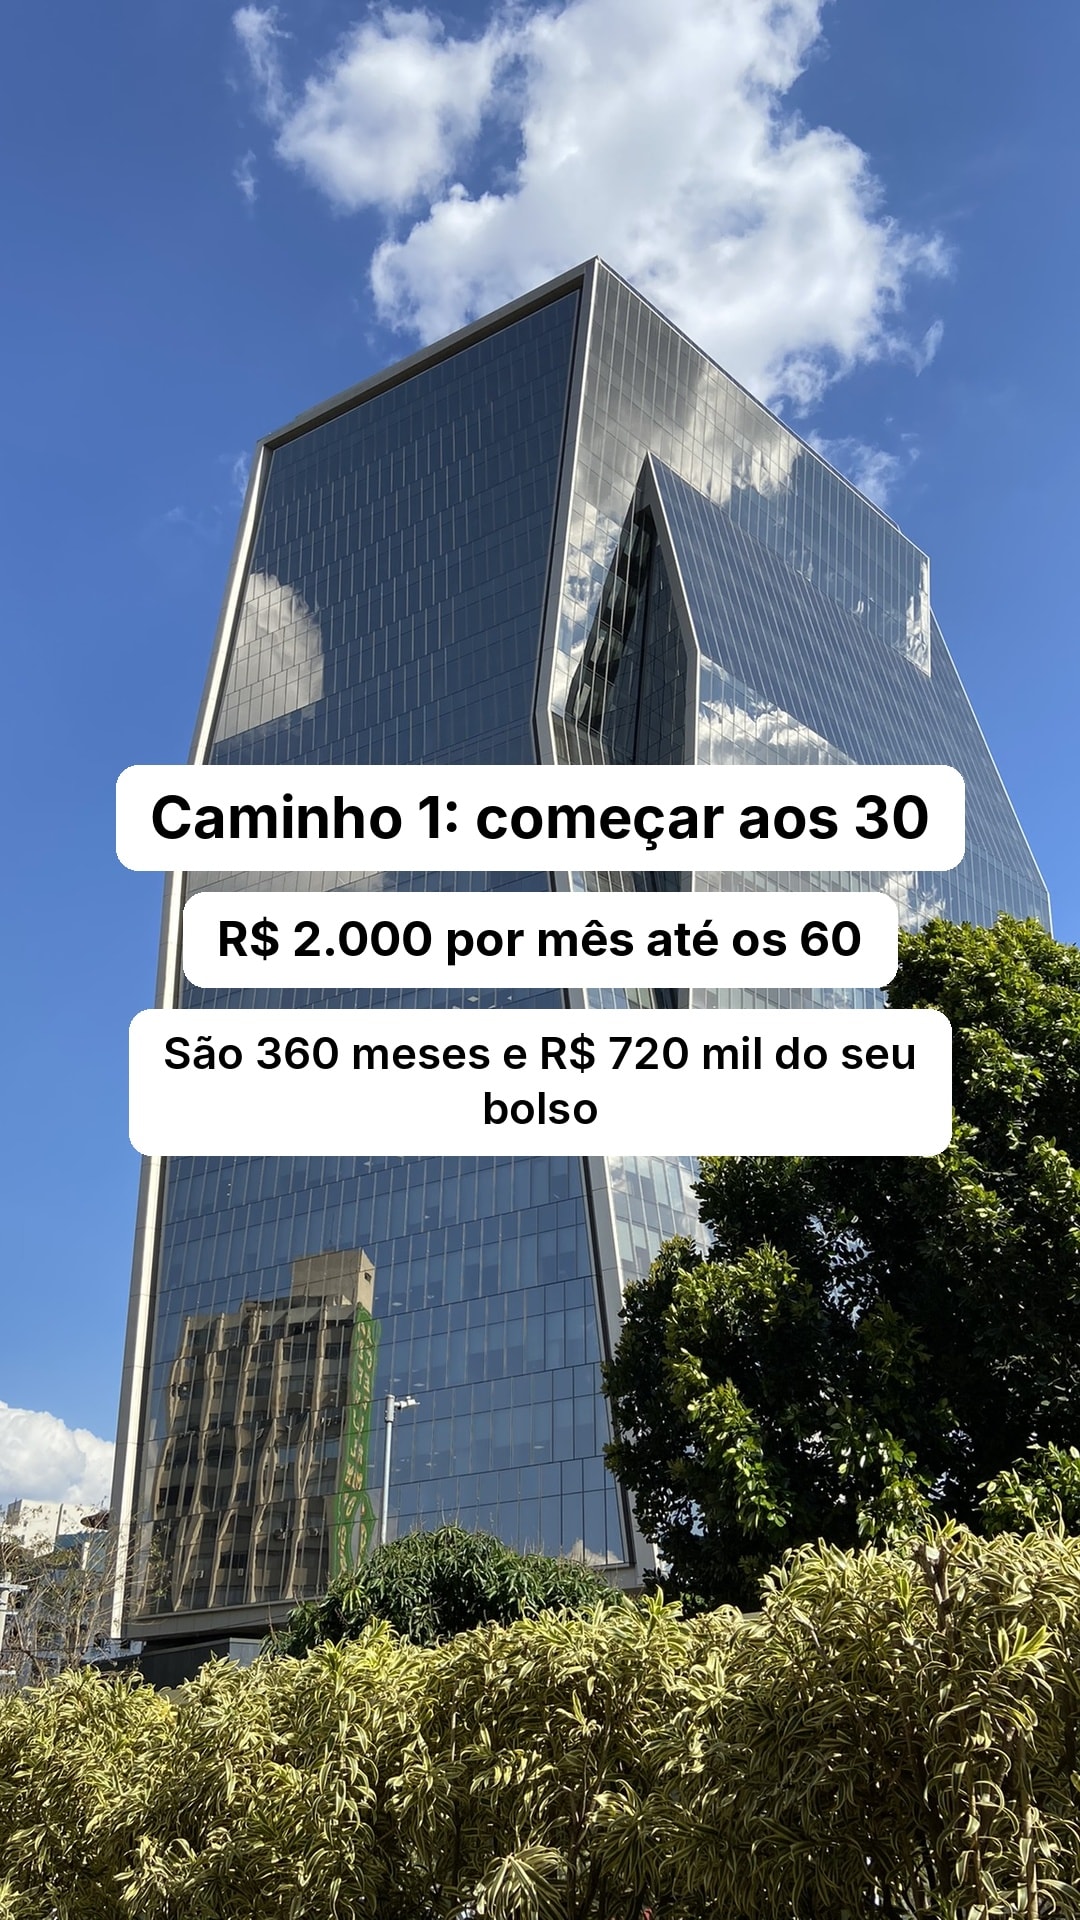 Caminho 1: começar aos 30
R$ 2.000 por mês até os 60
São 360 meses e R$ 720 mil do seu
bolso